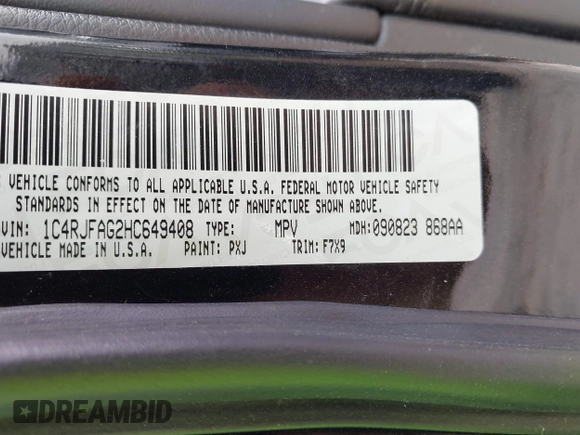 VEHICLE CONFORMS TO ALL APPLICABLE U.S.A. FEDERAL MOTOR VEHICLE SAFETY
STANDARDS IN EFFECT ON THE DATE OF MANUFACTURE SHOWN ABOVE.
VIN: 1C4RJFAG2HC649408 TYPE: MPV MDH:090823 868AA
VEHICLE MADE IN U.S.A. PAINT: PXJ TRIM: F7X9
DREAMBID